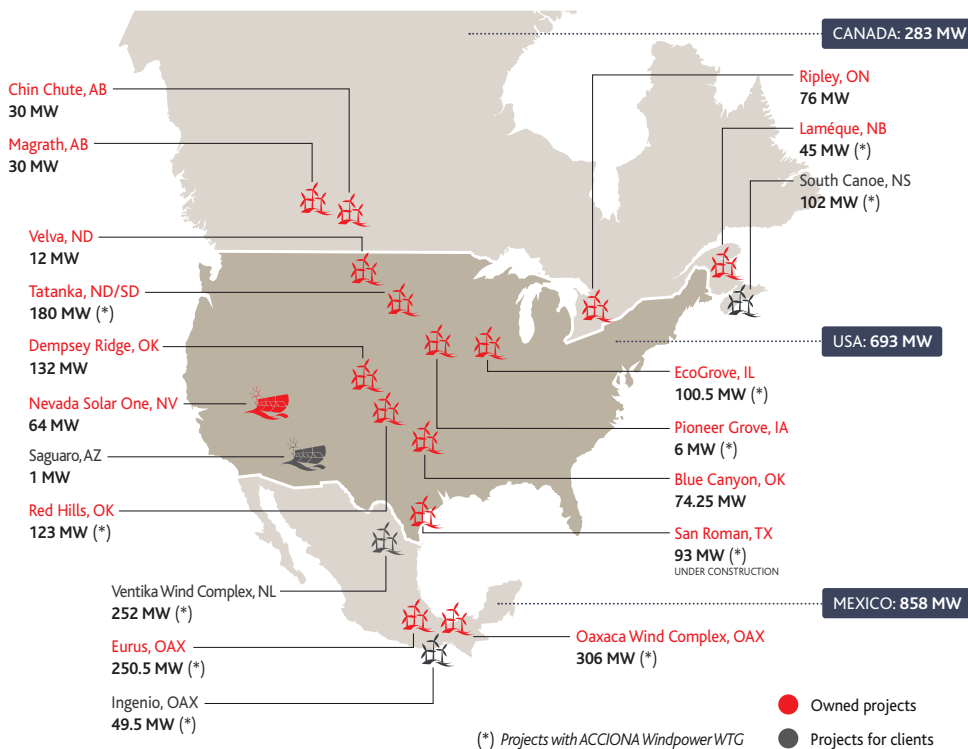 CANADA: 283 MW
Chin Chute, AB
30 MW
Magrath, AB
30 MW
Ripley, ON
76 MW
Laméque, NB
45 MW (*)
South Canoe, NS
102 MW (*)
Velva, ND
12 MW
Tatanka, ND/SD
180 MW (*)
Dempsey Ridge, OK
132 MW
Nevada Solar One, NV
64 MW
Saguaro, AZ
1 MW
Red Hills, OK
123 MW (*)
USA: 693 MW
EcoGrove, IL
100.5 MW (*)
Pioneer Grove, IA
6 MW (*)
Blue Canyon, OK
74.25 MW
San Roman, TX
93 MW (*)
UNDER CONSTRUCTION
Ventika Wind Complex, NL
252 MW (*)
Eurus, OAX
250.5 MW (*)
Ingenio, OAX
49.5 MW (*)
MEXICO: 858 MW
Oaxaca Wind Complex, OAX
306 MW (*)
Owned projects
Projects for clients
(*) Projects with ACCIONA Windpower WTG